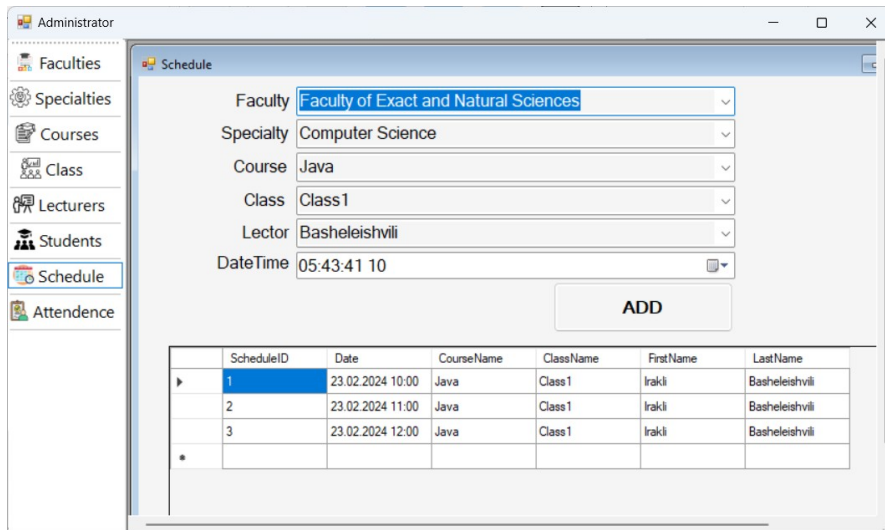 Administrator
Faculties
Specialties
Courses
Class
Lecturers
Students
Schedule
Attendence
Schedule
Faculty Faculty of Exact and Natural Sciences
Specialty Computer Science
Course Java
Class Class1
Lector Basheleishvili
DateTime 05:43:41 10
ADD
ScheduleID Date CourseName ClassName FirstName LastName
1 23.02.2024 10:00 Java Class1 Irakli Basheleishvili
2 23.02.2024 11:00 Java Class1 Irakli Basheleishvili
3 23.02.2024 12:00 Java Class1 Irakli Basheleishvili